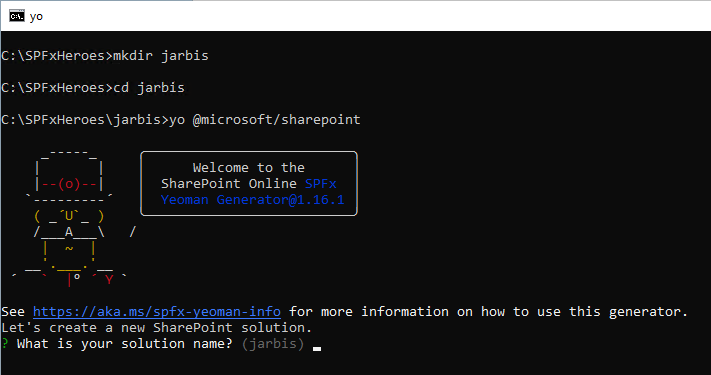 yo
C:\SPFxHeroes>mkdir jarbis
C:\SPFxHeroes>cd jarbis
C:\SPFxHeroes\jarbis>yo @microsoft/sharepoint
Welcome to the
SharePoint Online SPFx
Yeoman Generator@1.16.1
See https://aka.ms/spfx-yeoman-info for more information on how to use this generator.
Let's create a new SharePoint solution.
? What is your solution name? (jarbis)